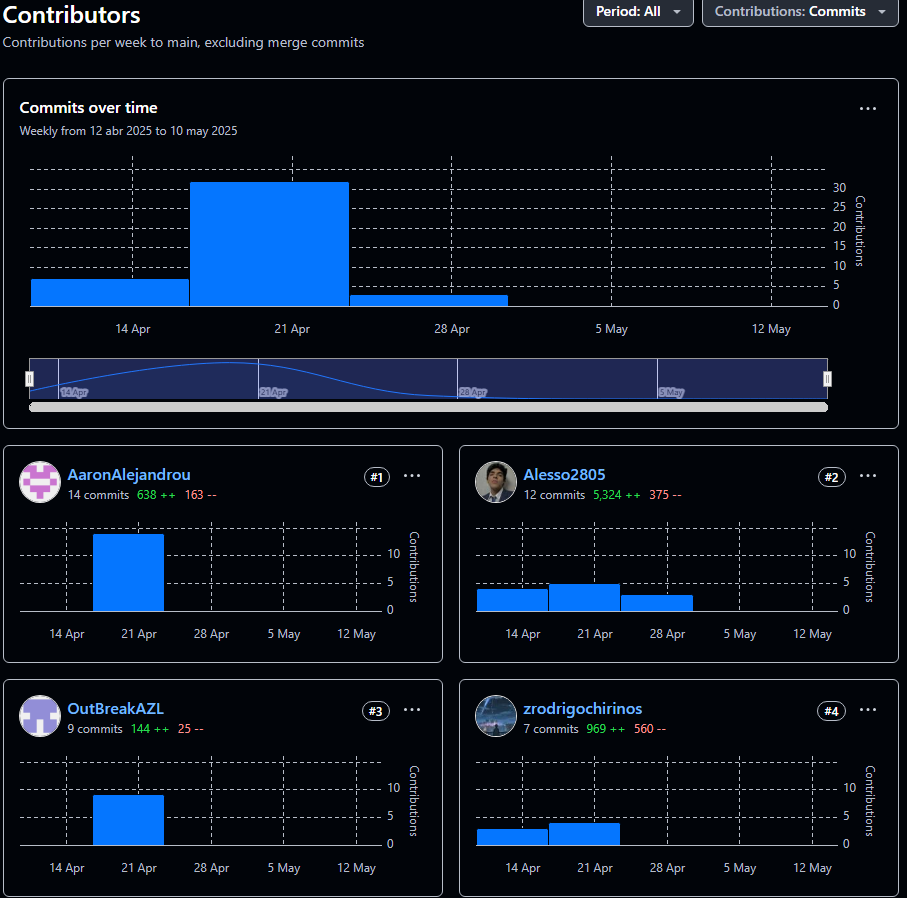 Contributors
Period: All
Contributions: Commits
Contributions per week to main, excluding merge commits
Commits over time
Weekly from 12 abr 2025 to 10 may 2025
30
25
20
15
10
5
0
Contributions
14 Apr 21 Apr 28 Apr 5 May 12 May
14 Apr 21 Apr 28 Apr 5 May
AaronAlejandrou
#1
14 commits 638 ++ 163 --
10
5
0
Contributions
14 Apr 21 Apr 28 Apr 5 May 12 May
Alesso2805
#2
12 commits 5,324 ++ 375 --
10
5
0
Contributions
14 Apr 21 Apr 28 Apr 5 May 12 May
OutBreakAZL
#3
9 commits 144 ++ 25 --
10
5
0
Contributions
14 Apr 21 Apr 28 Apr 5 May 12 May
zrodrigochirinos
#4
7 commits 969 ++ 560 --
10
5
0
Contributions
14 Apr 21 Apr 28 Apr 5 May 12 May